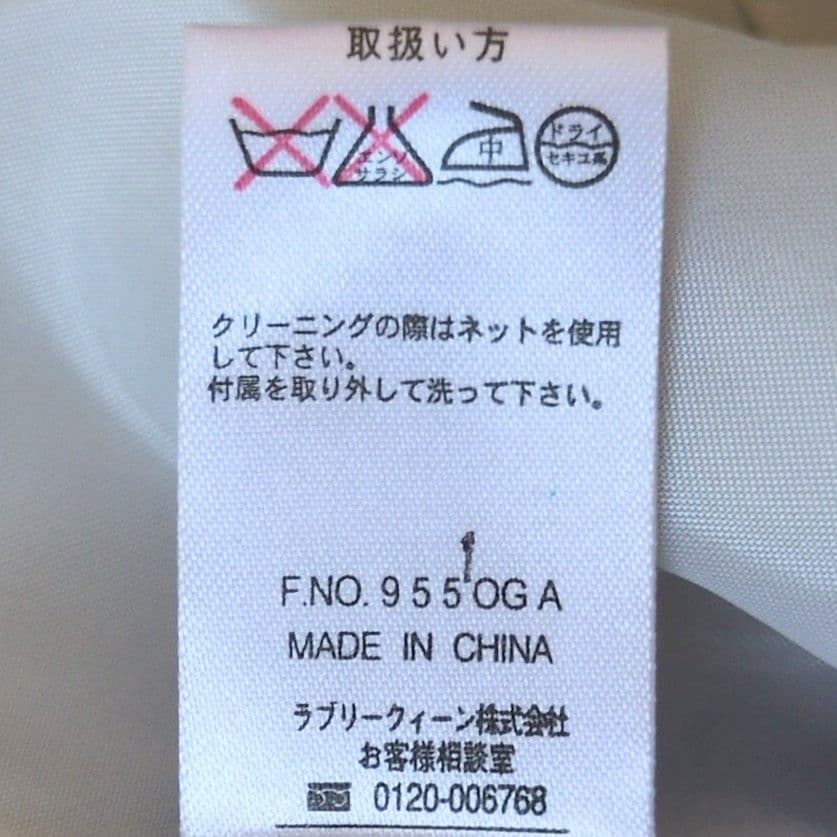 取扱い方
エンソ
サラシ
中
ドライ
セキユ系
クリーニングの際はネットを使用
して下さい。
付属を取り外して洗って下さい。
1
F.NO. 9 5 5 OG A
MADE IN CHINA
ラブリークィーン株式会社
お客様相談室
0120-006768